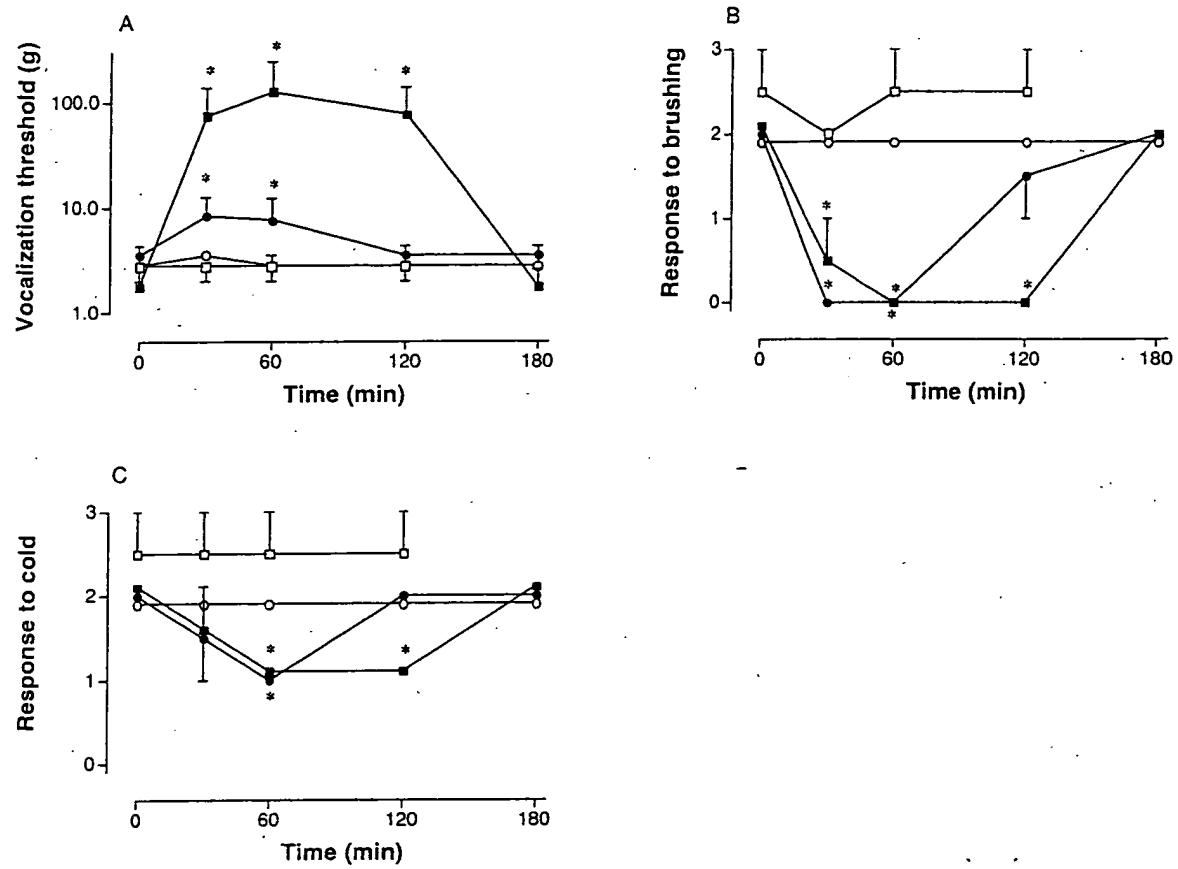 A
Vocalization threshold (g)
100.0
10.0
1.0
* * *
* *
0 60 120 180
Time (min)
B
Response to brushing
3
2
1
0
*
* * *
*
0 60 120 180
Time (min)
C
Response to cold
3
2
1
0
* *
*
0 60 120 180
Time (min)